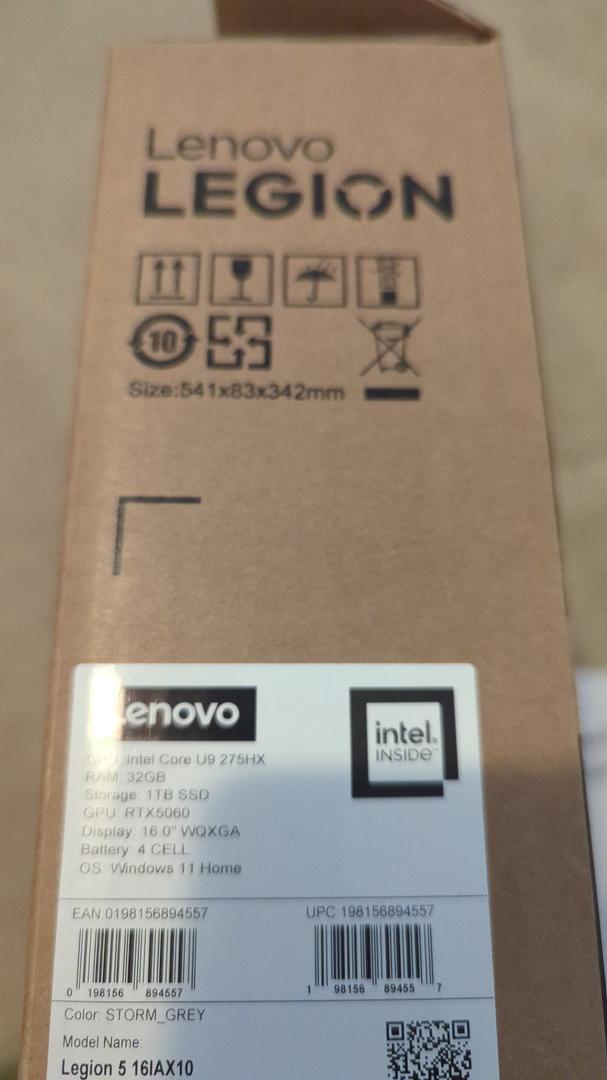 Lenovo
LEGION
10
Size:541x83x342mm
Lenovo
intel.
INSIDE™
CPU: Intel Core U9 275HX
RAM: 32GB
Storage: 1TB SSD
GPU: RTX5060
Display: 16.0" WQXGA
Battery: 4 CELL
OS: Windows 11 Home
EAN 0198156894557
UPC 198156894557
0 198156 894557
1 98156 89455 7
Color: STORM_GREY
Model Name:
Legion 5 16IAX10